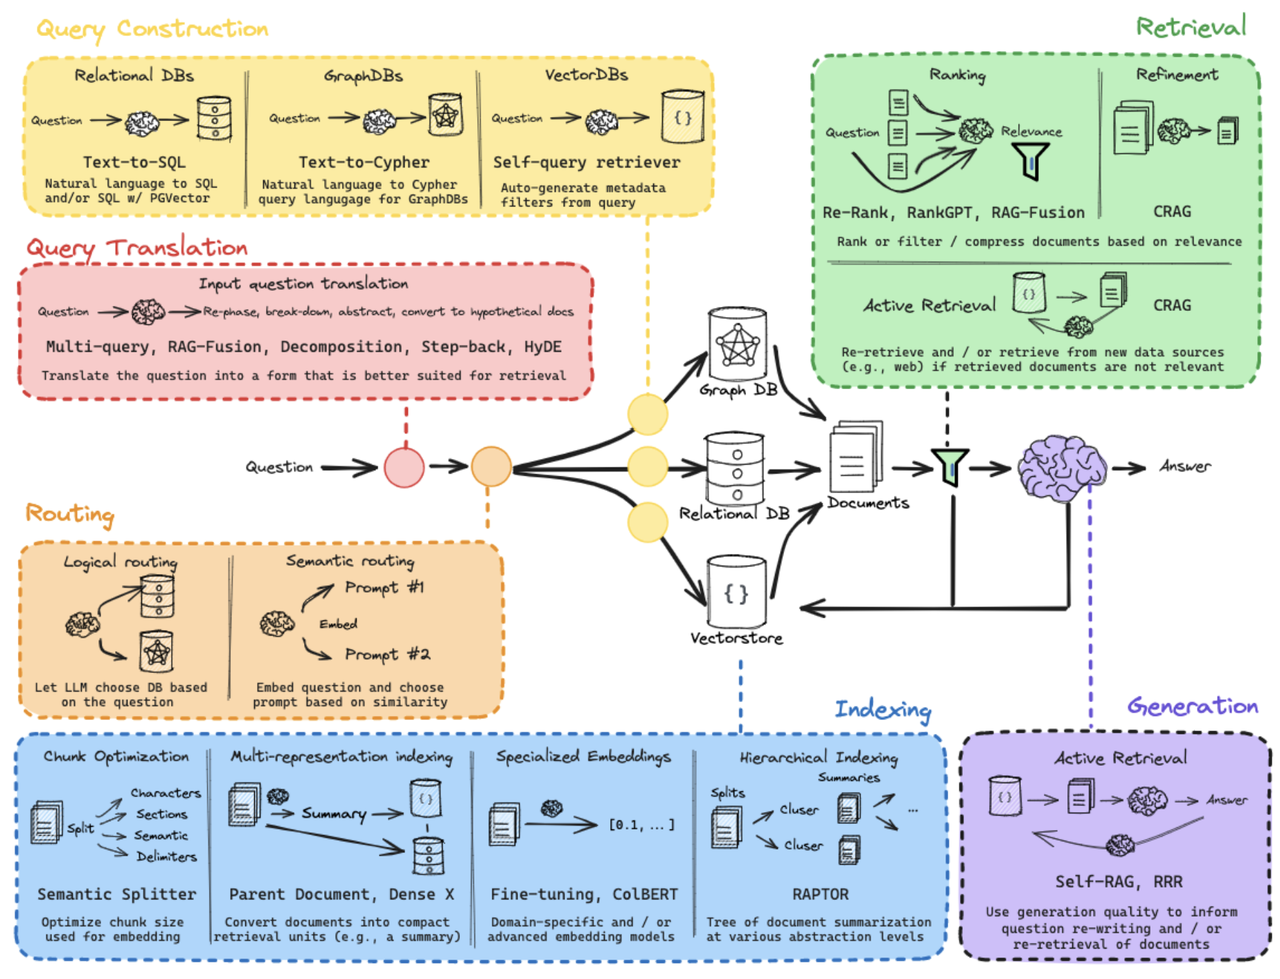 Query Construction
Relational DBs
Question
Text-to-SQL
Natural language to SQL
and/or SQL w/ PGVector
GraphDBs
Question
Text-to-Cypher
Natural language to Cypher
query langugage for GraphDBs
VectorDBs
Question
{}
Self-query retriever
Auto-generate metadata
filters from query
Retrieval
Ranking
Question
Relevance
Re-Rank, RankGPT, RAG-Fusion
Refinement
CRAG
Rank or filter / compress documents based on relevance
Active Retrieval
{}
CRAG
Re-retrieve and / or retrieve from new data sources
(e.g., web) if retrieved documents are not relevant
Query Translation
Input question translation
Question
Re-phase, break-down, abstract, convert to hypothetical docs
Multi-query, RAG-Fusion, Decomposition, Step-back, HyDE
Translate the question into a form that is better suited for retrieval
Question
Graph DB
Relational DB
{}
Vectorstore
Documents
Answer
Routing
Logical routing
Let LLM choose DB based
on the question
Semantic routing
Prompt #1
Embed
Prompt #2
Embed question and choose
prompt based on similarity
Indexing
Chunk Optimization
Split
Characters
Sections
Semantic
Delimiters
Semantic Splitter
Optimize chunk size
used for embedding
Multi-representation indexing
Summary
{}
Parent Document, Dense X
Convert documents into compact
retrieval units (e.g., a summary)
Specialized Embeddings
[0.1, ...]
Fine-tuning, ColBERT
Domain-specific and / or
advanced embedding models
Hierarchical Indexing
Summaries
Splits
Cluser
...
Cluser
RAPTOR
Tree of document summarization
at various abstraction levels
Generation
Active Retrieval
{}
Answer
Self-RAG, RRR
Use generation quality to inform
question re-writing and / or
re-retrieval of documents